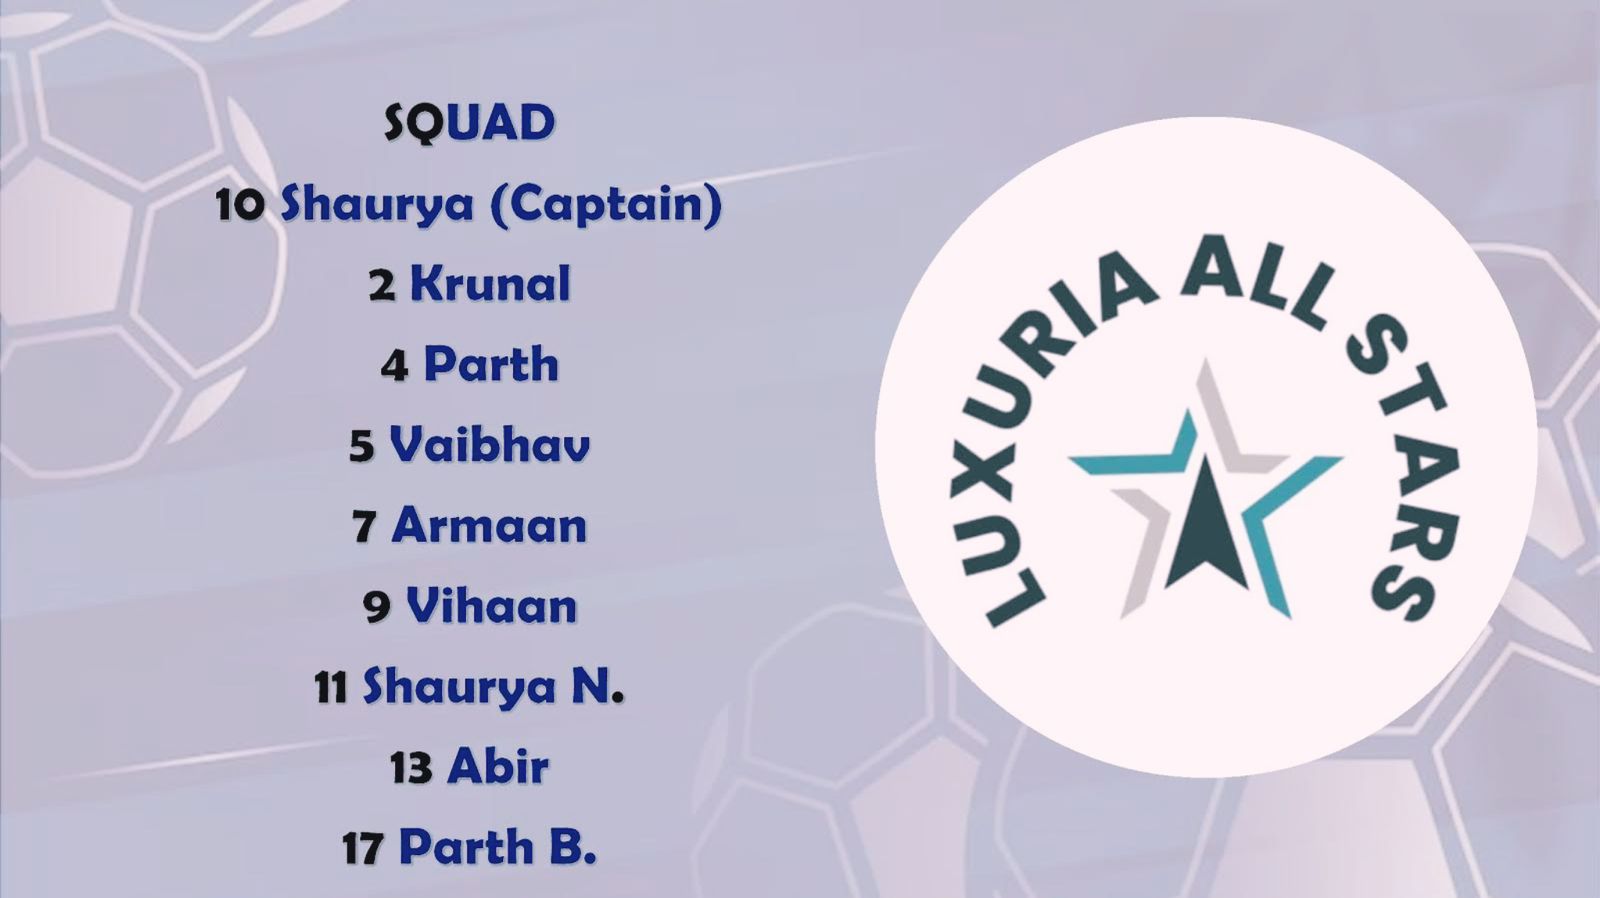 SQUAD
10 Shaurya (Captain)
2 Krunal
4 Parth
5 Vaibhav
7 Armaan
9 Vihaan
11 Shaurya N.
13 Abir
17 Parth B.
LUXURIA ALL STARS